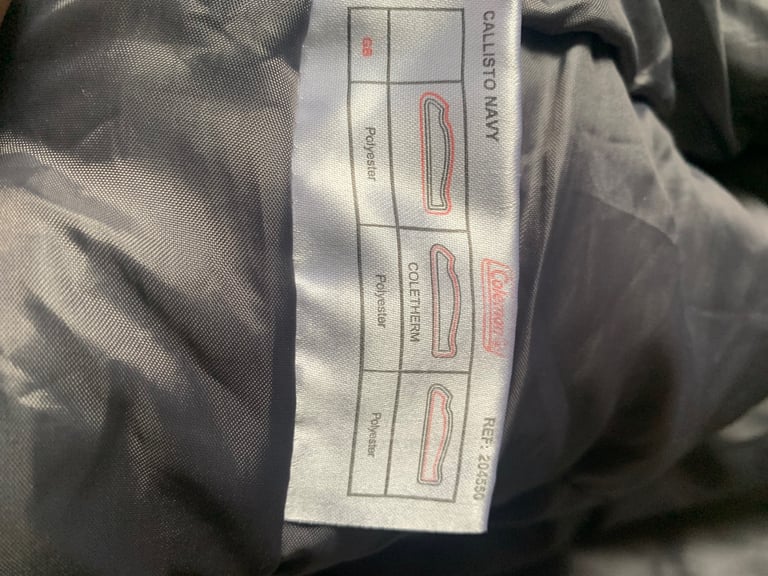 CALLISTO NAVY
Coleman
REF: 204550
COLETHERM
GB
Polyester
Polyester
Polyester